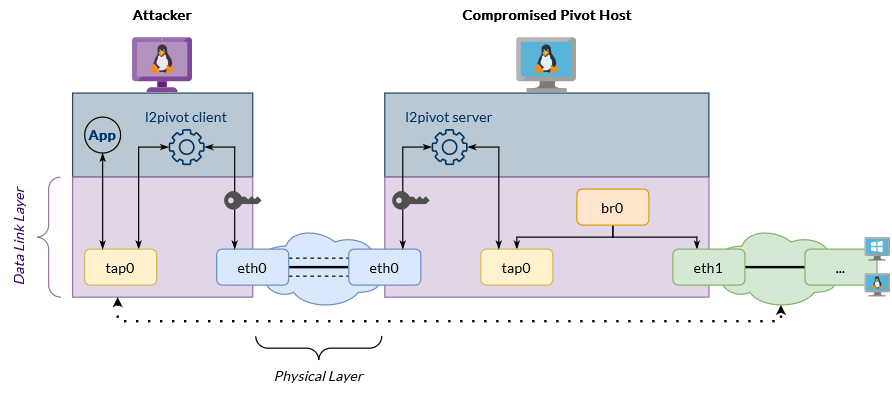 Attacker
Compromised Pivot Host
l2pivot client
l2pivot server
App
br0
Data Link Layer
tap0
eth0
eth0
tap0
eth1
...
Physical Layer